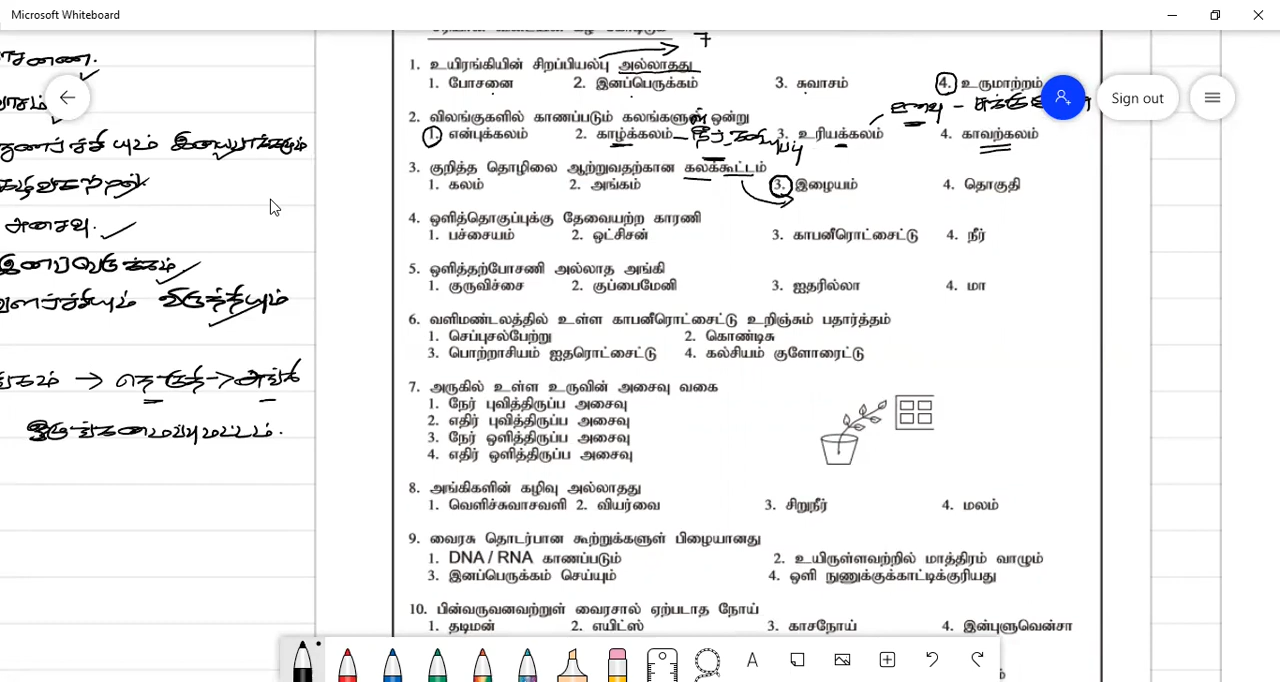 Microsoft Whiteboard
Sign out
7
1. உயிரங்கியின் சிறப்பியல்பு அல்லாதது
1. போசனை 2. இனப்பெருக்கம் 3. சுவாசம் 4. உருமாற்றம்
2. விலங்குகளில் காணப்படும் கலங்களுள் ஒன்று
1. என்புக்கலம் 2. காழ்க்கலம் 3. உரியக்கலம் 4. காவற்கலம்
3. குறித்த தொழிலை ஆற்றுவதற்கான கலக்கூட்டம்
1. கலம் 2. அங்கம் 3. இழையம் 4. தொகுதி
4. ஒளித்தொகுப்புக்கு தேவையற்ற காரணி
1. பச்சையம் 2. ஒட்சிசன் 3. காபனீரொட்சைட்டு 4. நீர்
5. ஒளித்தற்போசணி அல்லாத அங்கி
1. குருவிச்சை 2. குப்பைமேனி 3. ஐதரில்லா 4. மா
6. வளிமண்டலத்தில் உள்ள காபனீரொட்சைட்டு உறிஞ்சும் பதார்த்தம்
1. செப்புசல்பேற்று 2. கொண்டிசு
3. பொற்றாசியம் ஐதரொட்சைட்டு 4. கல்சியம் குளோரைட்டு
7. அருகில் உள்ள உருவின் அசைவு வகை
1. நேர் புவித்திருப்ப அசைவு
2. எதிர் புவித்திருப்ப அசைவு
3. நேர் ஒளித்திருப்ப அசைவு
4. எதிர் ஒளித்திருப்ப அசைவு
8. அங்கிகளின் கழிவு அல்லாதது
1. வெளிச்சுவாசவளி 2. வியர்வை 3. சிறுநீர் 4. மலம்
9. வைரசு தொடர்பான கூற்றுக்களுள் பிழையானது
1. DNA / RNA காணப்படும் 2. உயிருள்ளவற்றில் மாத்திரம் வாழும்
3. இனப்பெருக்கம் செய்யும் 4. ஒளி நுணுக்குக்காட்டிக்குரியது
10. பின்வருவனவற்றுள் வைரசால் ஏற்படாத நோய்
1. தடிமன் 2. எயிட்ஸ் 3. காசநோய் 4. இன்புளுவென்சா
அசைவு.
இனப்பெருக்கம்
வளர்ச்சியும் விருத்தியும்